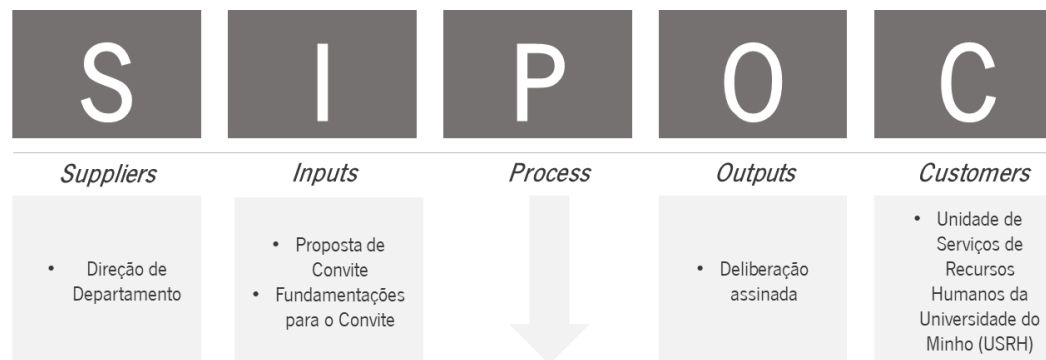 S I P O C
Suppliers Inputs Process Outputs Customers
• Direção de
Departamento
• Proposta de
Convite
• Fundamentações
para o Convite
• Deliberação
assinada
• Unidade de
Serviços de
Recursos
Humanos da
Universidade do
Minho (USRH)